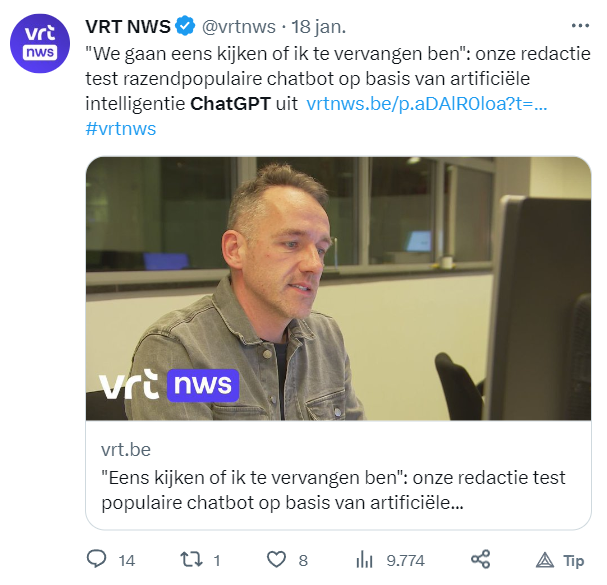 vrt
nws
VRT NWS @vrtnws · 18 jan.
"We gaan eens kijken of ik te vervangen ben": onze redactie
test razendpopulaire chatbot op basis van artificiële
intelligentie ChatGPT uit vrtnws.be/p.aDAlR0loa?t=...
#vrtnws
vrt nws
vrt.be
"Eens kijken of ik te vervangen ben": onze redactie test
populaire chatbot op basis van artificiële...
14 1 8 9.774 Tip